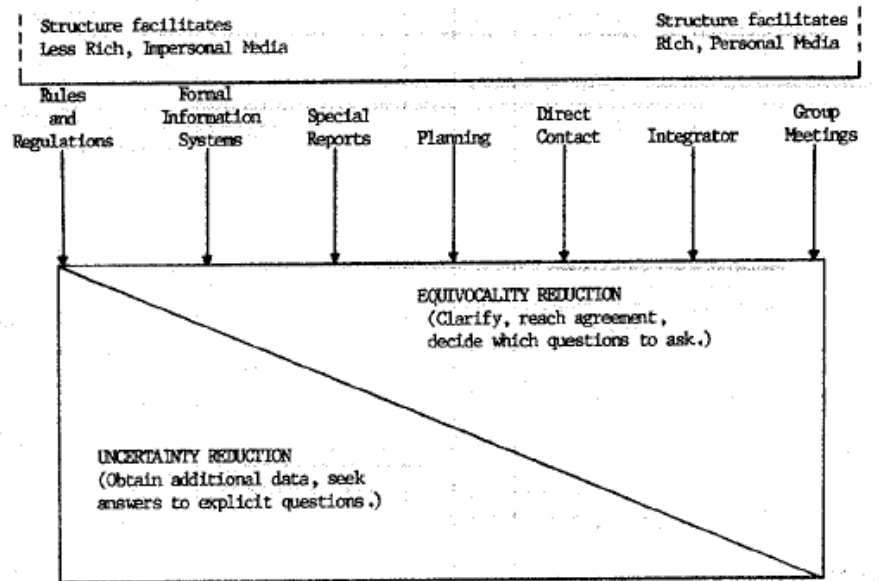 Structure facilitates
Less Rich, Impersonal Media
Structure facilitates
Rich, Personal Media
Rules
and
Regulations
Formal
Information
Systems
Special
Reports
Planning
Direct
Contact
Integrator
Group
Meetings
EQUIVOCALITY REDUCTION
(Clarify, reach agreement,
decide which questions to ask.)
UNCERTAINTY REDUCTION
(Obtain additional data, seek
answers to explicit questions.)